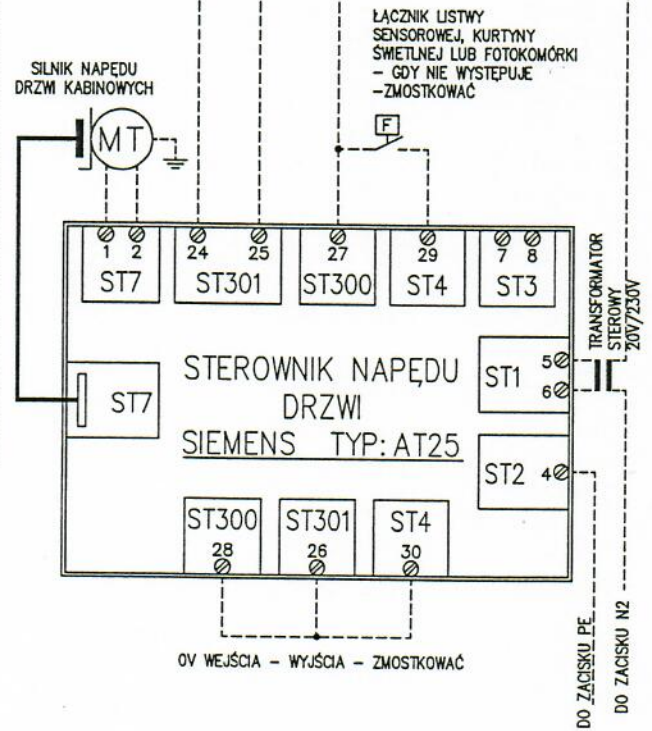 ŁĄCZNIK LISTWY
SENSOROWEJ, KURTYNY
ŚWIETLNEJ LUB FOTOKOMÓRKI
– GDY NIE WYSTĘPUJE
–ZMOSTKOWAĆ
SILNIK NAPĘDU
DRZWI KABINOWYCH
F
MT
1 2 24 25 27 29 7 8
ST7 ST301 ST300 ST4 ST3
TRANSFORMATOR
STEROWY
20V/230V
ST7
STEROWNIK NAPĘDU
DRZWI
SIEMENS TYP: AT25
ST1 5
6
ST2 4
ST300 ST301 ST4
28 26 30
0V WEJŚCIA – WYJŚCIA – ZMOSTKOWAĆ
DO ZACISKU PE
DO ZACISKU N2